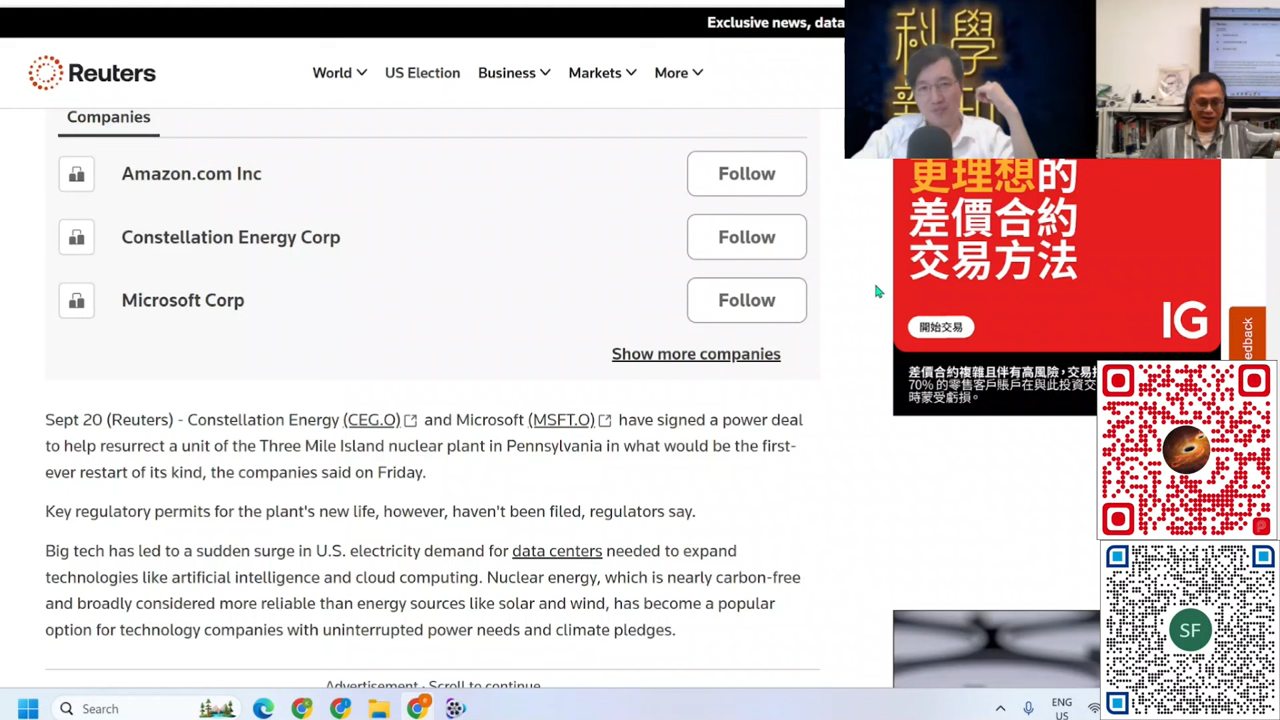 Exclusive news, data
科學
Reuters
World
US Election
Business
Markets
More
Companies
Amazon.com Inc
Follow
Constellation Energy Corp
Follow
Microsoft Corp
Follow
Show more companies
更理想的
差價合約
交易方法
開始交易
IG
差價合約複雜且伴有高風險，交易
70% 的零售客戶賬戶在與此投資交
時蒙受虧損。
edback
Sept 20 (Reuters) - Constellation Energy (CEG.O) and Microsoft (MSFT.O) have signed a power deal
to help resurrect a unit of the Three Mile Island nuclear plant in Pennsylvania in what would be the first-
ever restart of its kind, the companies said on Friday.
Key regulatory permits for the plant's new life, however, haven't been filed, regulators say.
Big tech has led to a sudden surge in U.S. electricity demand for data centers needed to expand
technologies like artificial intelligence and cloud computing. Nuclear energy, which is nearly carbon-free
and broadly considered more reliable than energy sources like solar and wind, has become a popular
option for technology companies with uninterrupted power needs and climate pledges.
Advertisement · Scroll to continue
SF
Search
ENG
US